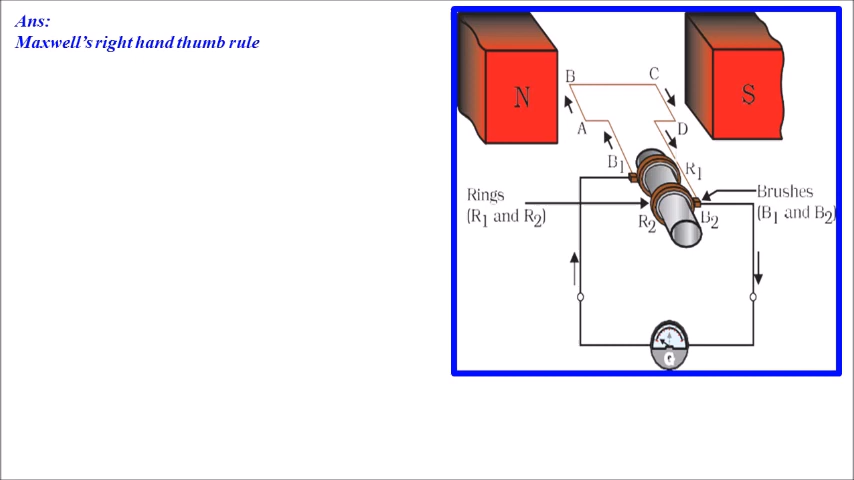 Ans:
Maxwell's right hand thumb rule
N
S
B
C
A
D
B1
R1
Rings
(R1 and R2)
Brushes
(B1 and B2)
R2
B2
G